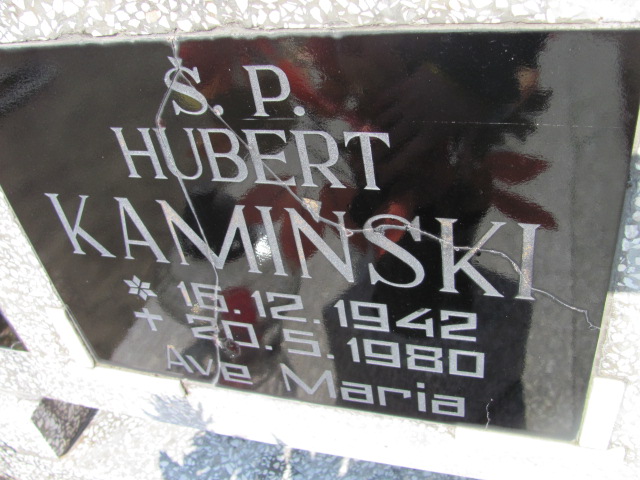 Ś. P.
HUBERT
KAMINSKI
* 16.12.1942
+ 20.5.1980
Ave Maria